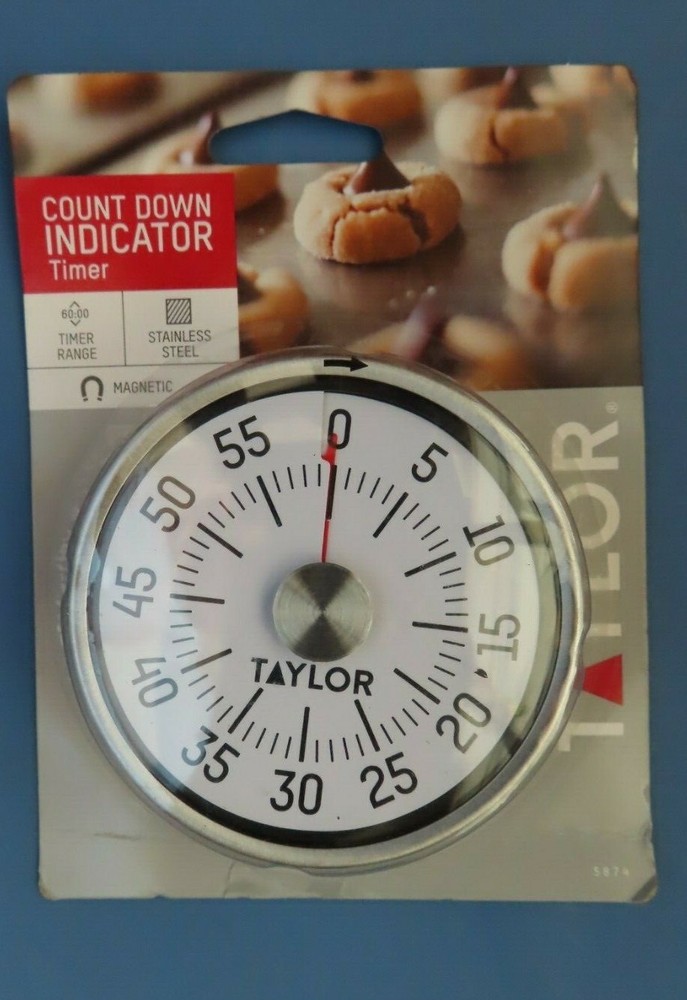 COUNT DOWN
INDICATOR
Timer
60:00
TIMER
RANGE
STAINLESS
STEEL
MAGNETIC
0
5
10
15
20
25
30
35
40
45
50
55
TAYLOR
TAYLOR®
5874